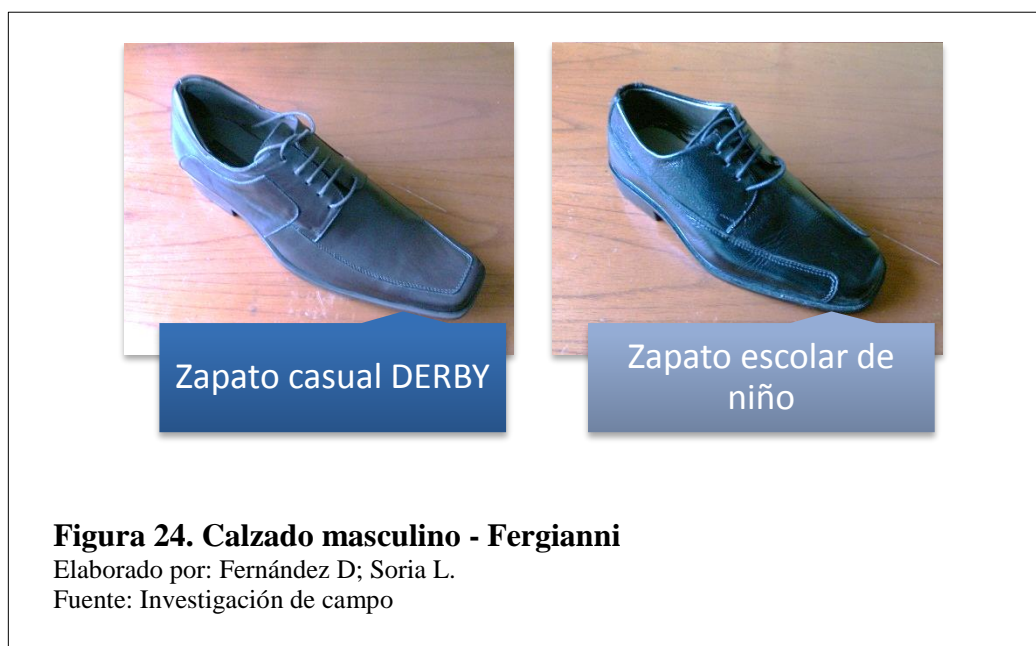 Zapato casual DERBY
Zapato escolar de
niño
Figura 24. Calzado masculino - Fergianni
Elaborado por: Fernández D; Soria L.
Fuente: Investigación de campo